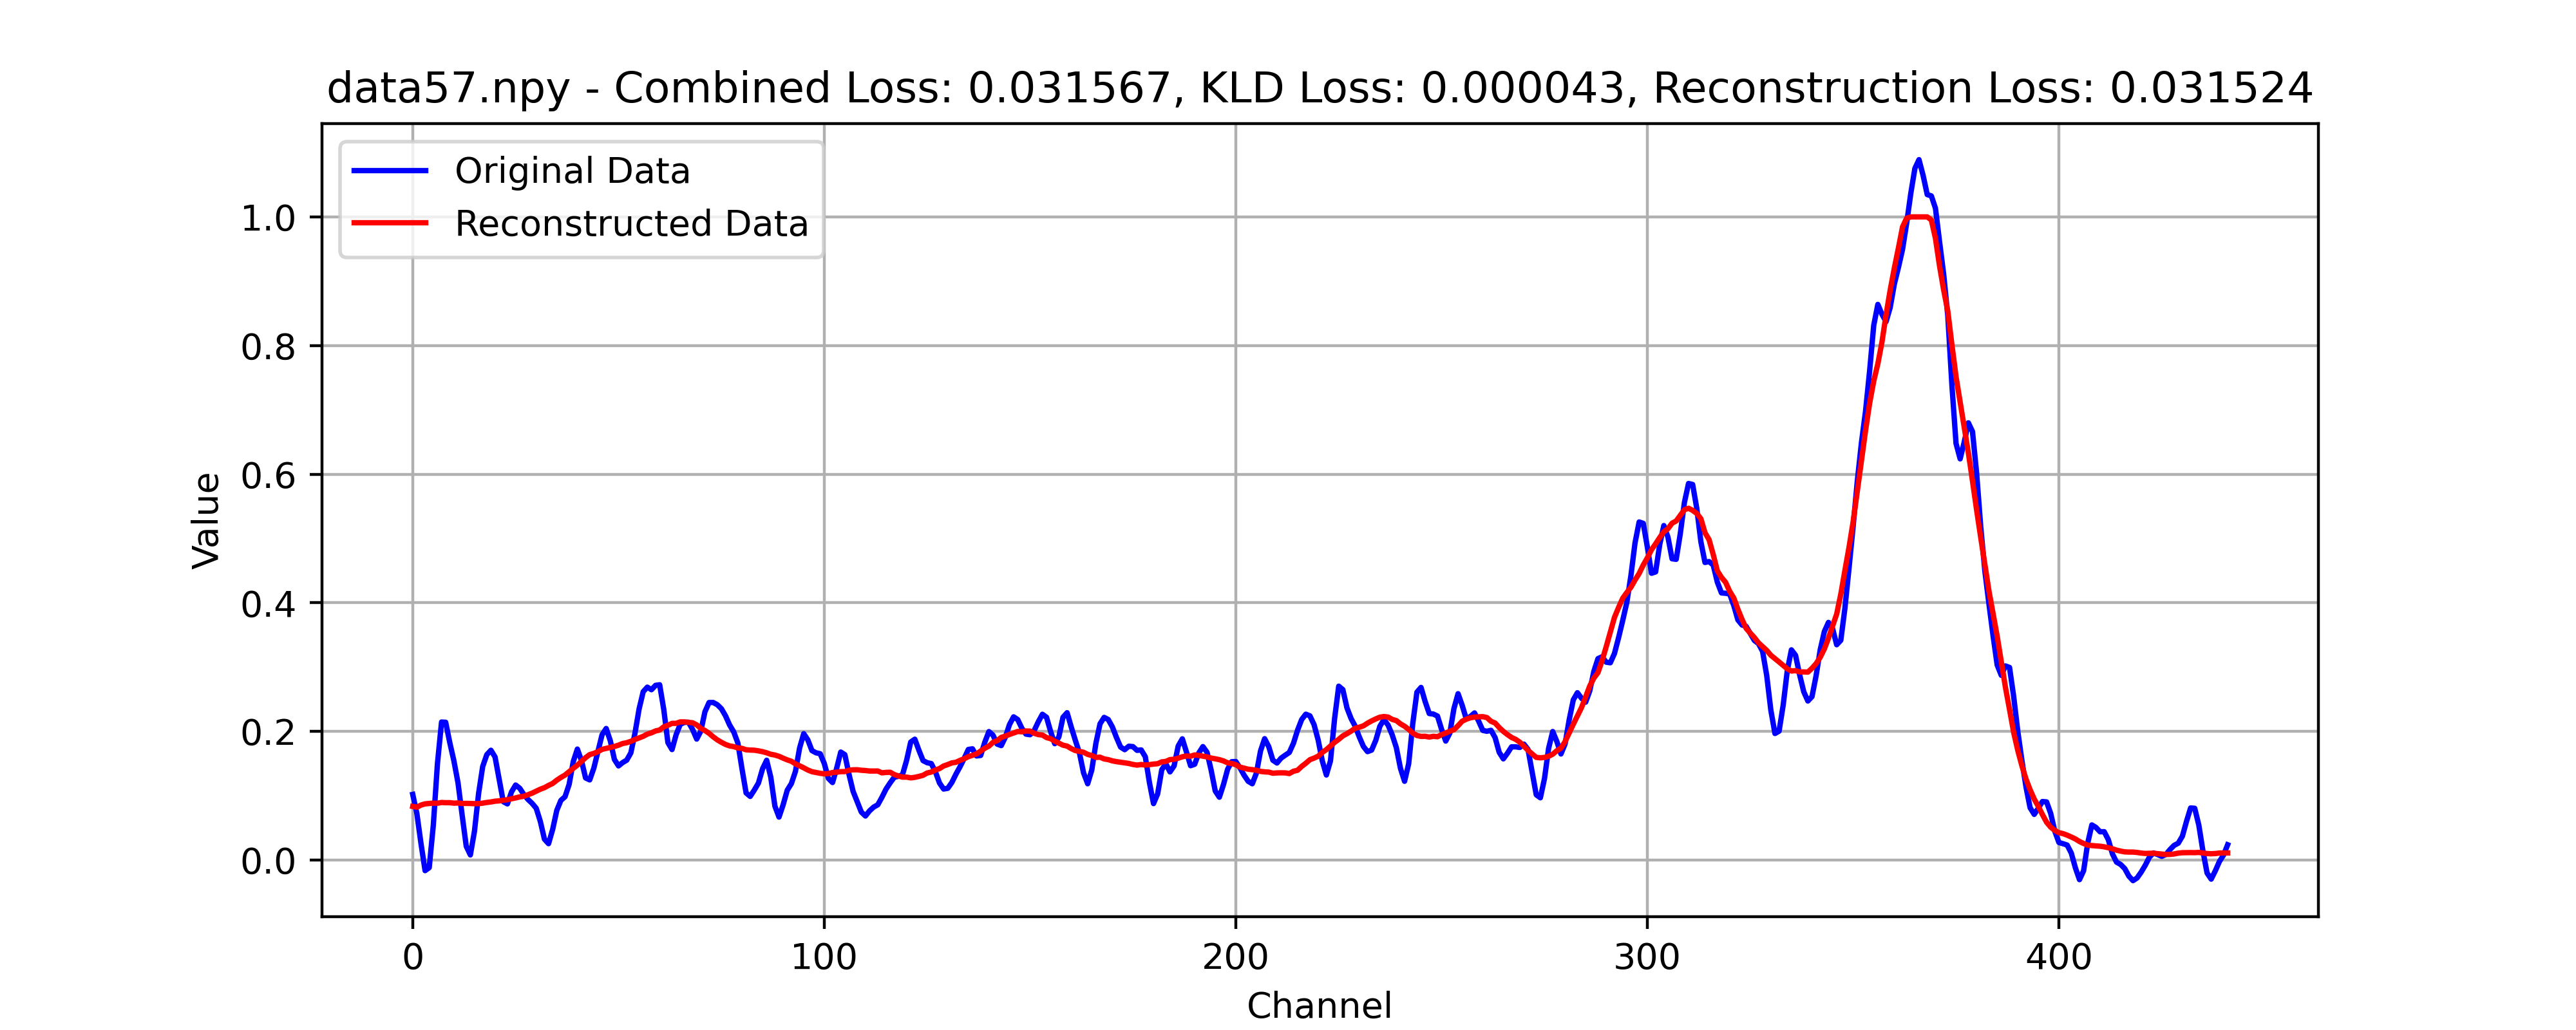 data57.npy - Combined Loss: 0.031567, KLD Loss: 0.000043, Reconstruction Loss: 0.031524
Original Data
Reconstructed Data
1.0
0.8
0.6
0.4
0.2
0.0
Value
0 100 200 300 400
Channel